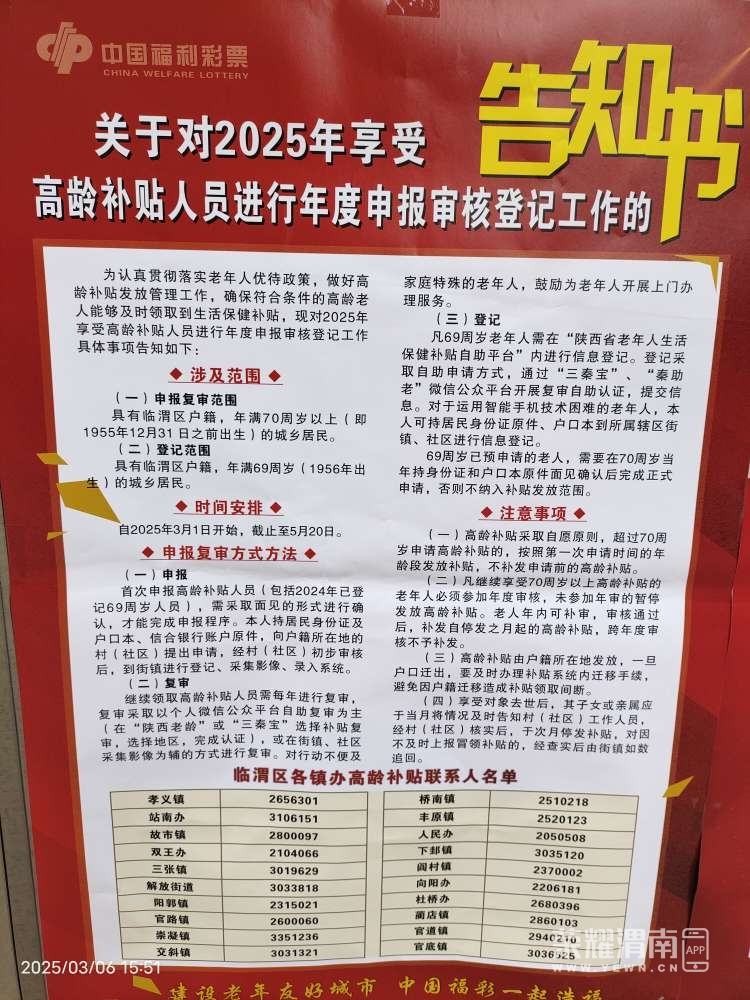 中国福利彩票
CHINA WELFARE LOTTERY
告知书
关于对2025年享受
高龄补贴人员进行年度申报审核登记工作的
为认真贯彻落实老年人优待政策，做好高
龄补贴发放管理工作，确保符合条件的高龄老
人能够及时领取到生活保健补贴，现对2025年
享受高龄补贴人员进行年度申报审核登记工作
具体事项告知如下：
◆ 涉及范围 ◆
（一）申报复审范围
具有临渭区户籍，年满70周岁以上（即
1955年12月31日之前出生）的城乡居民。
（二）登记范围
具有临渭区户籍，年满69周岁（1956年出
生）的城乡居民。
◆ 时间安排 ◆
自2025年3月1日开始，截止至5月20日。
◆ 申报复审方式方法 ◆
（一）申报
首次申报高龄补贴人员（包括2024年已登
记69周岁人员），需采取面见的形式进行确
认，才能完成申报程序。本人持居民身份证及
户口本、信合银行账户原件，向户籍所在地的
村（社区）提出申请，经村（社区）初步审核
后，到街镇进行登记、采集影像、录入系统。
（二）复审
继续领取高龄补贴人员需每年进行复审，
复审采取以个人微信公众平台自助复审为主
（在“陕西老龄”或“三秦宝”选择补贴复
审，选择地区，完成认证），或在街镇、社区
采集影像为辅的方式进行复审。对行动不便及
家庭特殊的老年人，鼓励为老年人开展上门办
理服务。
（三）登记
凡69周岁老年人需在“陕西省老年人生活
保健补贴自助平台”内进行信息登记。登记采
取自助申请方式，通过“三秦宝”、“秦助
老”微信公众平台开展复审自助认证，提交信
息。对于运用智能手机技术困难的老年人，本
人可持居民身份证原件、户口本到所属辖区街
镇、社区进行信息登记。
69周岁已预申请的老人，需要在70周岁当
年持身份证和户口本原件面见确认后完成正式
申请，否则不纳入补贴发放范围。
◆ 注意事项 ◆
（一）高龄补贴采取自愿原则，超过70周
岁申请高龄补贴的，按照第一次申请时间的年
龄段发放补贴，不补发申请前的高龄补贴。
（二）凡继续享受70周岁以上高龄补贴的
老年人必须参加年度审核，未参加年审的暂停
发放高龄补贴。老人年内可补审，审核通过
后，补发自停发之月起的高龄补贴，跨年度审
核不予补发。
（三）高龄补贴由户籍所在地发放，一旦
户口迁出，要及时办理补贴系统内迁移手续，
避免因户籍迁移造成补贴领取间断。
（四）享受对象去世后，其子女或亲属应
于当月将情况及时告知村（社区）工作人员，
经村（社区）核实后，于次月停发补贴，对因
不及时上报冒领补贴的，经查实后由街镇如数
追回。
临渭区各镇办高龄补贴联系人名单
孝义镇 2656301 桥南镇 2510218
站南办 3106151 丰原镇 2520123
故市镇 2800097 人民办 2050508
双王办 2104066 下邽镇 3035120
三张镇 3019629 阎村镇 2370002
解放街道 3033818 向阳办 2206181
阳郭镇 2315021 杜桥办 2680396
官路镇 2600060 蔺店镇 2860103
崇凝镇 3351236 官道镇 2940210
交斜镇 3031321 官底镇 3036525
建设老年友好城市 中国福彩一起造福
2025/03/06 15:51
荣耀渭南 APP
WWW.YEWN.CN